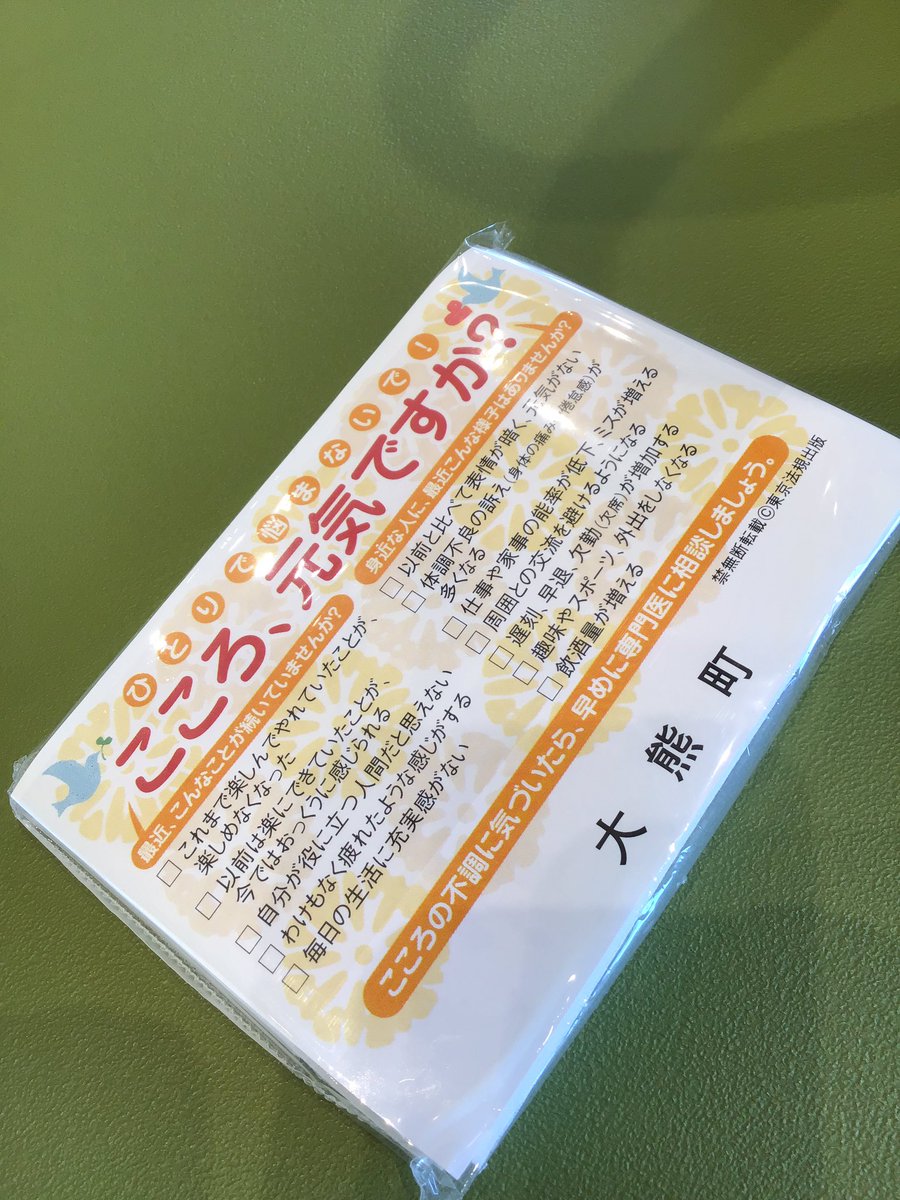 ひとりで悩まないで!
こころ、元気ですか?
最近、こんなことが続いていませんか?
□ これまで楽しんでやれていたことが、
楽しめなくなった
□ 以前は楽にできていたことが、
今ではおっくうに感じられる
□ 自分が役に立つ人間だと思えない
□ わけもなく疲れたような感じがする
□ 毎日の生活に充実感がない
身近な人に、最近こんな様子はありませんか?
□ 以前と比べて表情が暗く、元気がない
□ 体調不良の訴え(身体の痛み、倦怠感)が
多くなる
□ 仕事や家事の能率が低下、ミスが増える
□ 周囲との交流を避けるようになる
□ 遅刻、早退、欠勤(欠席)が増加する
□ 趣味やスポーツ、外出をしなくなる
□ 飲酒量が増える
こころの不調に気づいたら、早めに専門医に相談しましょう。
禁無断転載©東京法規出版
大熊町